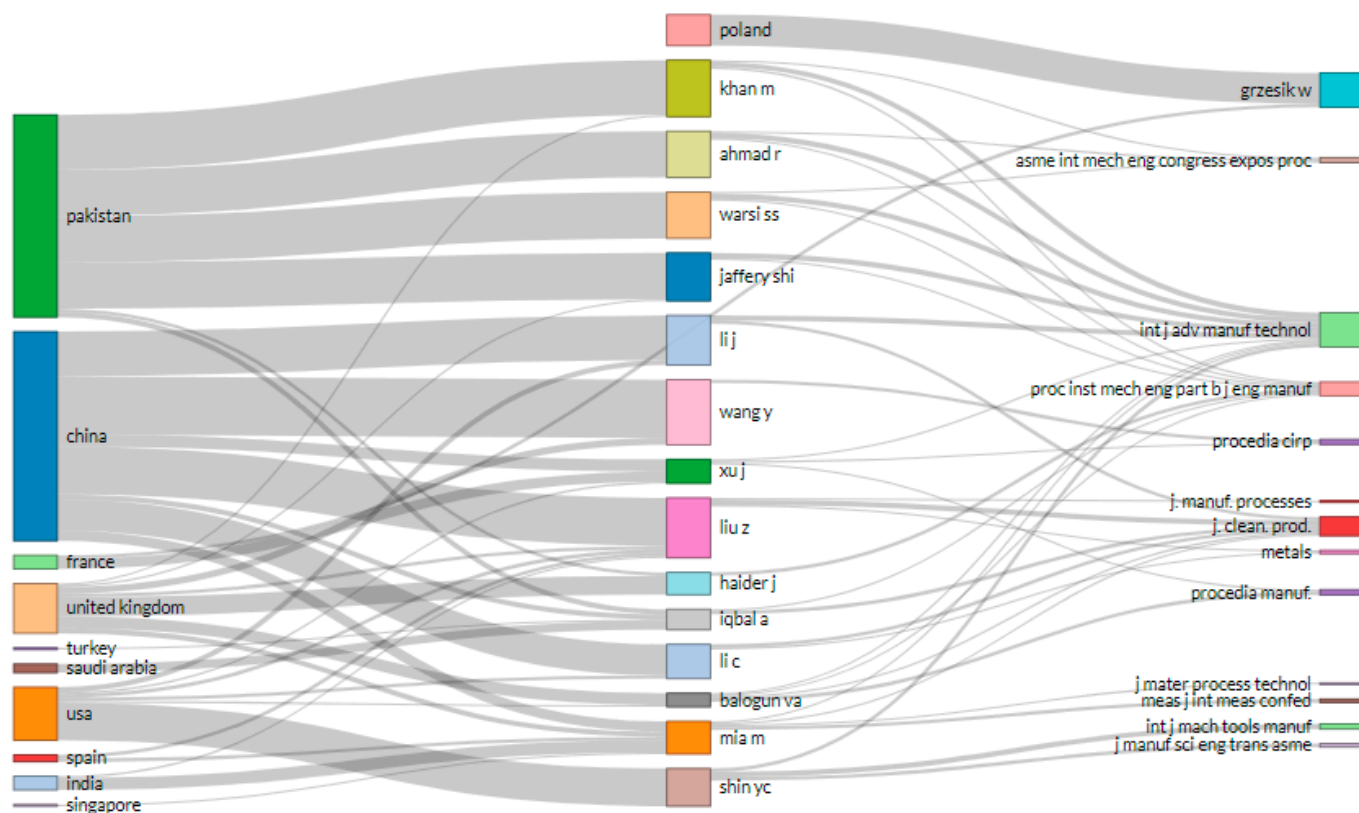 pakistan
china
france
united kingdom
turkey
saudi arabia
usa
spain
india
singapore
poland
khan m
ahmad r
warsi ss
jaffery shi
li j
wang y
xu j
liu z
haider j
iqbal a
li c
balogun va
mia m
shin yc
grzesik w
asme int mech eng congress expos proc
int j adv manuf technol
proc inst mech eng part b j eng manuf
procedia cirp
j. manuf. processes
j. clean. prod.
metals
procedia manuf.
j mater process technol
meas j int meas confed
int j mach tools manuf
j manuf sci eng trans asme